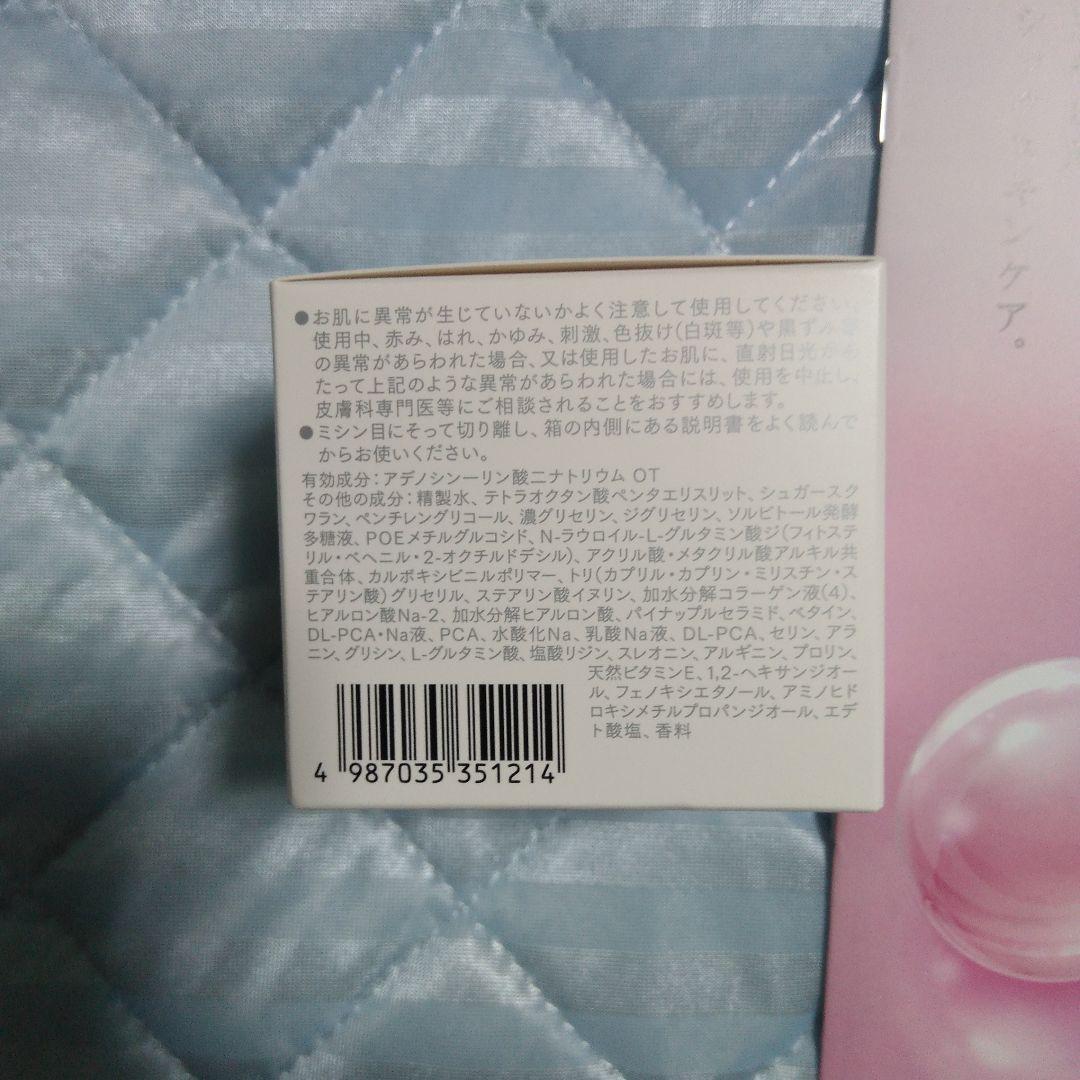 ●お肌に異常が生じていないかよく注意して使用してください。
使用中、赤み、はれ、かゆみ、刺激、色抜け(白斑等)や黒ずみ等
の異常があらわれた場合、又は使用したお肌に、直射日光があ
たって上記のような異常があらわれた場合には、使用を中止し、
皮膚科専門医等にご相談されることをおすすめします。
●ミシン目にそって切り離し、箱の内側にある説明書をよく読んで
からお使いください。
有効成分：アデノシン一リン酸二ナトリウム OT
その他の成分：精製水、テトラオクタン酸ペンタエリスリット、シュガースク
ワラン、ペンチレングリコール、濃グリセリン、ジグリセリン、ソルビトール発酵
多糖液、POEメチルグルコシド、N-ラウロイル-L-グルタミン酸ジ(フィトステ
リル・ベヘニル・2-オクチルドデシル)、アクリル酸・メタクリル酸アルキル共
重合体、カルボキシビニルポリマー、トリ(カプリル・カプリン・ミリスチン・ス
テアリン酸)グリセリル、ステアリン酸イヌリン、加水分解コラーゲン液(4)、
ヒアルロン酸Na-2、加水分解ヒアルロン酸、パイナップルセラミド、ベタイン、
DL-PCA・Na液、PCA、水酸化Na、乳酸Na液、DL-PCA、セリン、アラ
ニン、グリシン、L-グルタミン酸、塩酸リジン、スレオニン、アルギニン、プロリン、
天然ビタミンE、1,2-ヘキサンジオー
ル、フェノキシエタノール、アミノヒド
ロキシメチルプロパンジオール、エデ
ト酸塩、香料
4 987035 351214
ンケア。